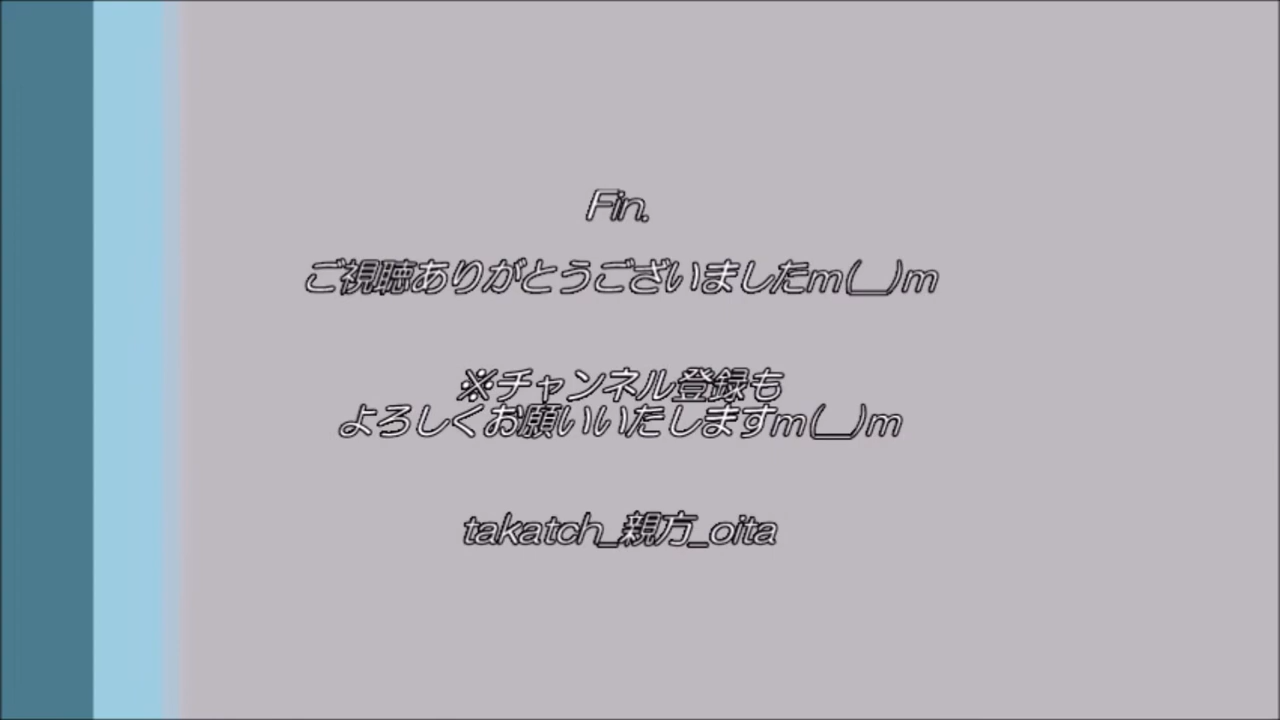 Fin.
ご視聴ありがとうございましたm(__)m
※チャンネル登録も
よろしくお願いいたしますm(__)m
takatch_親方_oita